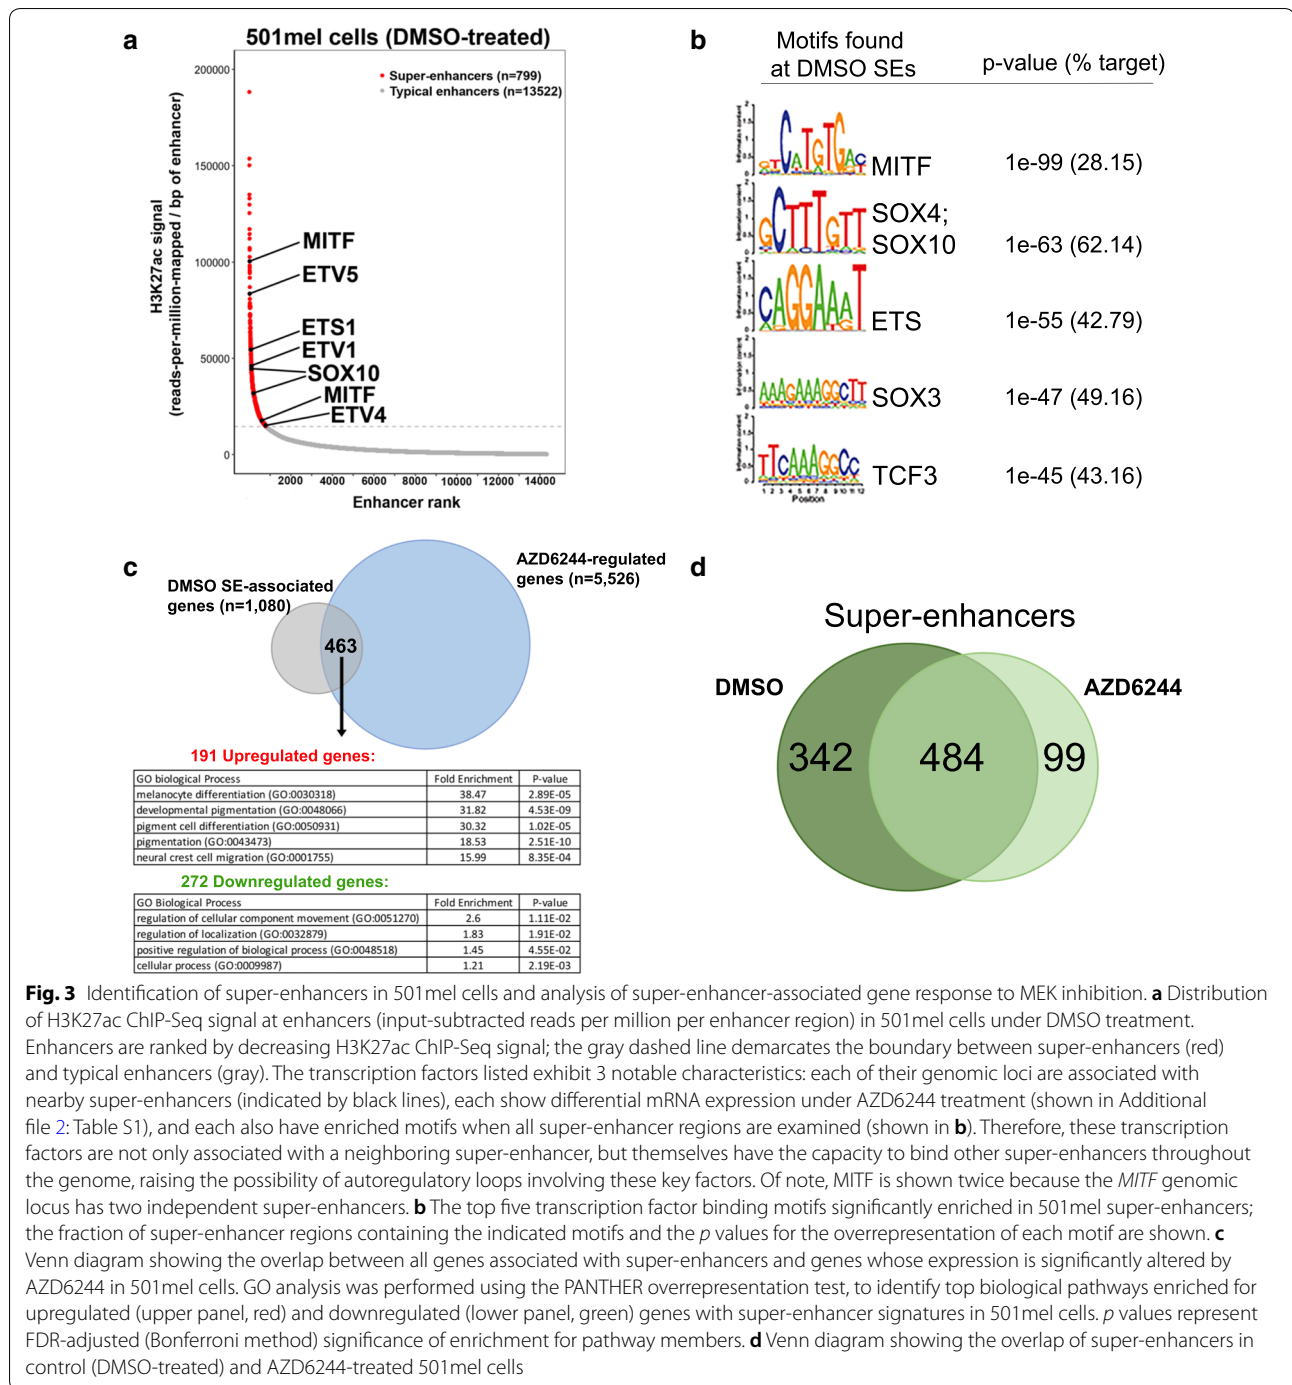 a
501mel cells (DMSO-treated)
H3K27ac signal
(reads-per-million-mapped / bp of enhancer)
200000
150000
100000
50000
0
Super-enhancers (n=799)
Typical enhancers (n=13522)
MITF
ETV5
ETS1
ETV1
SOX10
MITF
ETV4
2000 4000 6000 8000 10000 12000 14000
Enhancer rank
b
Motifs found
at DMSO SEs
p-value (% target)
MITF
1e-99 (28.15)
SOX4;
SOX10
1e-63 (62.14)
ETS
1e-55 (42.79)
SOX3
1e-47 (49.16)
TCF3
1e-45 (43.16)
Information content
1 2 3 4 5 6 7 8 9 10 11 12
Position
c
DMSO SE-associated
genes (n=1,080)
AZD6244-regulated
genes (n=5,526)
463
191 Upregulated genes:
GO biological Process Fold Enrichment P-value
melanocyte differentiation (GO:0030318) 38.47 2.89E-05
developmental pigmentation (GO:0048066) 31.82 4.53E-09
pigment cell differentiation (GO:0050931) 30.32 1.02E-05
pigmentation (GO:0043473) 18.53 2.51E-10
neural crest cell migration (GO:0001755) 15.99 8.35E-04
272 Downregulated genes:
GO Biological Process Fold Enrichment P-value
regulation of cellular component movement (GO:0051270) 2.6 1.11E-02
regulation of localization (GO:0032879) 1.83 1.91E-02
positive regulation of biological process (GO:0048518) 1.45 4.55E-02
cellular process (GO:0009987) 1.21 2.19E-03
d
Super-enhancers
DMSO
AZD6244
342 484 99
Fig. 3 Identification of super-enhancers in 501mel cells and analysis of super-enhancer-associated gene response to MEK inhibition. a Distribution
of H3K27ac ChIP-Seq signal at enhancers (input-subtracted reads per million per enhancer region) in 501mel cells under DMSO treatment.
Enhancers are ranked by decreasing H3K27ac ChIP-Seq signal; the gray dashed line demarcates the boundary between super-enhancers (red)
and typical enhancers (gray). The transcription factors listed exhibit 3 notable characteristics: each of their genomic loci are associated with
nearby super-enhancers (indicated by black lines), each show differential mRNA expression under AZD6244 treatment (shown in Additional
file 2: Table S1), and each also have enriched motifs when all super-enhancer regions are examined (shown in b). Therefore, these transcription
factors are not only associated with a neighboring super-enhancer, but themselves have the capacity to bind other super-enhancers throughout
the genome, raising the possibility of autoregulatory loops involving these key factors. Of note, MITF is shown twice because the MITF genomic
locus has two independent super-enhancers. b The top five transcription factor binding motifs significantly enriched in 501mel super-enhancers;
the fraction of super-enhancer regions containing the indicated motifs and the p values for the overrepresentation of each motif are shown. c
Venn diagram showing the overlap between all genes associated with super-enhancers and genes whose expression is significantly altered by
AZD6244 in 501mel cells. GO analysis was performed using the PANTHER overrepresentation test, to identify top biological pathways enriched for
upregulated (upper panel, red) and downregulated (lower panel, green) genes with super-enhancer signatures in 501mel cells. p values represent
FDR-adjusted (Bonferroni method) significance of enrichment for pathway members. d Venn diagram showing the overlap of super-enhancers in
control (DMSO-treated) and AZD6244-treated 501mel cells